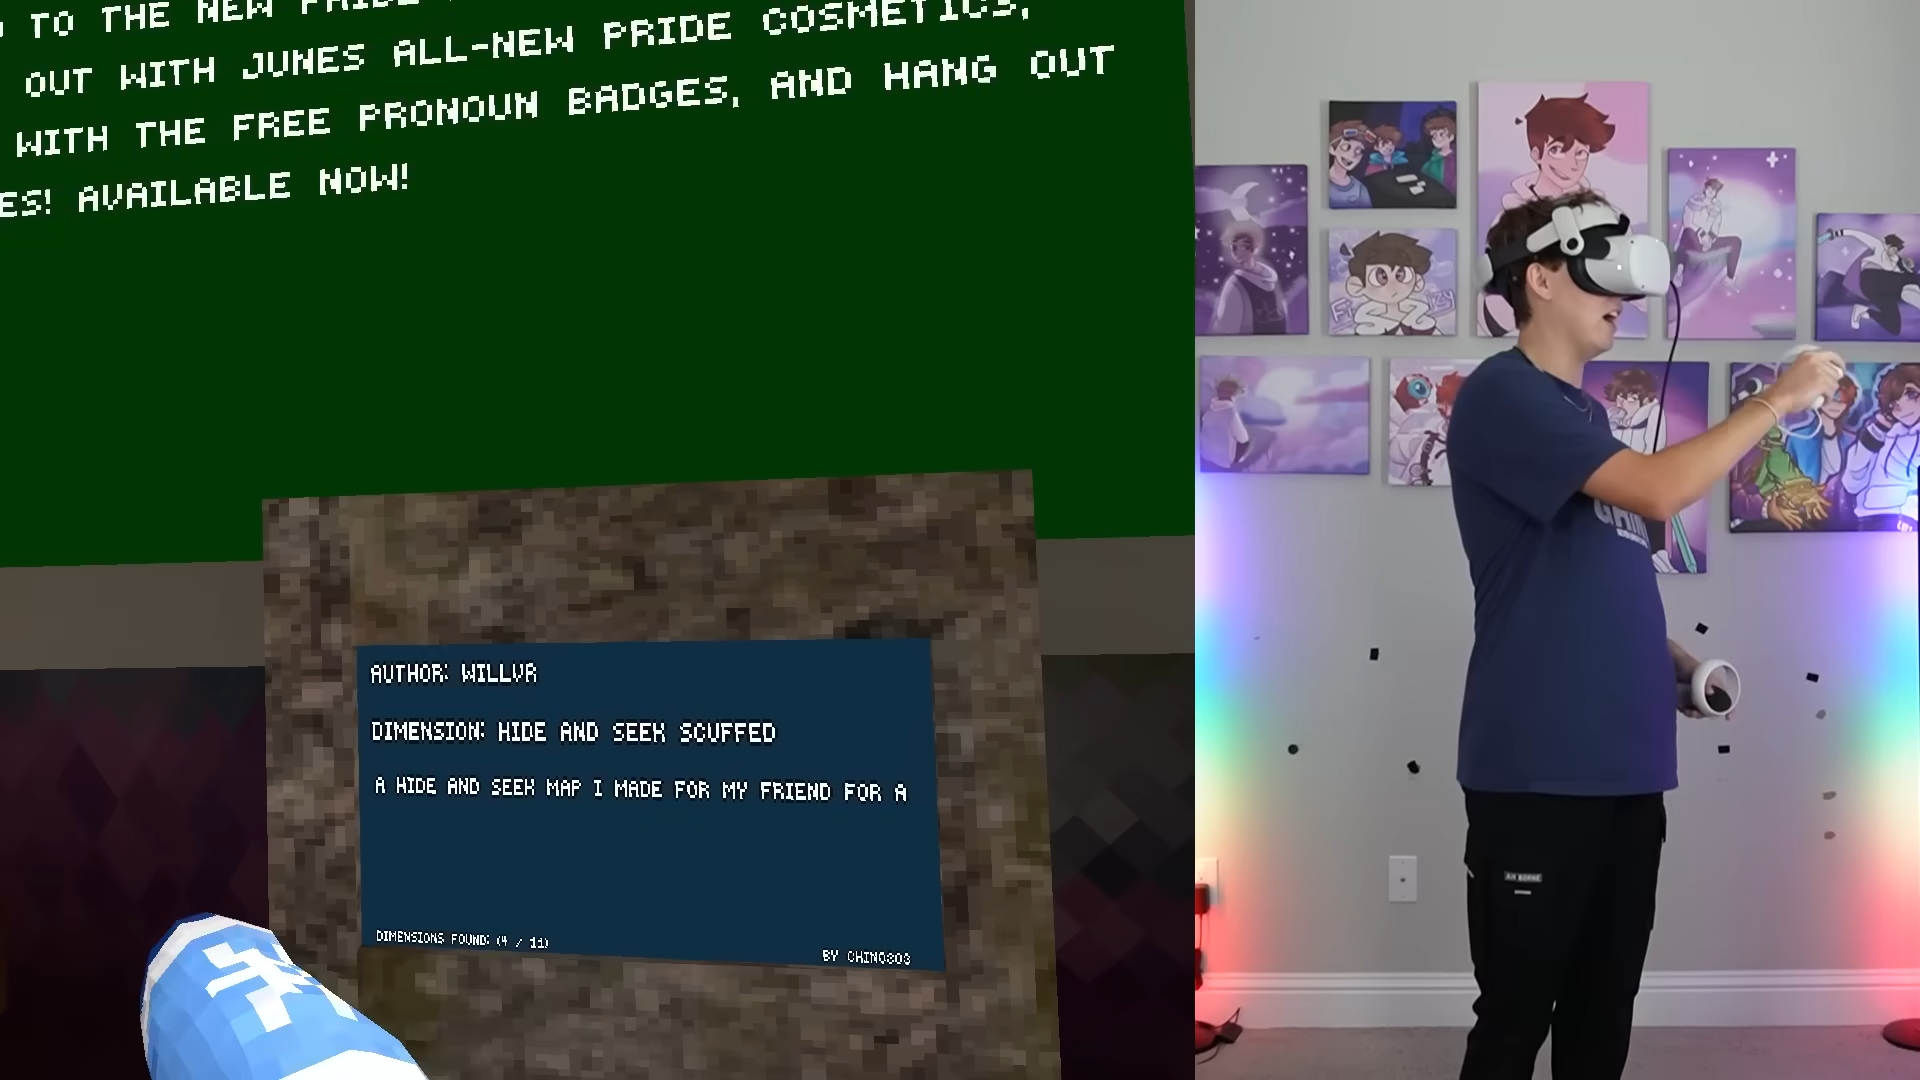 TO THE NEW PRIDE
OUT WITH JUNES ALL-NEW PRIDE COSMETICS,
WITH THE FREE PRONOUN BADGES, AND HANG OUT
ES! AVAILABLE NOW!
AUTHOR: WILLVR
DIMENSION: HIDE AND SEEK SCUFFED
A HIDE AND SEEK MAP I MADE FOR MY FRIEND FOR A
DIMENSIONS FOUND: (4 / 11)
BY CHIN0303